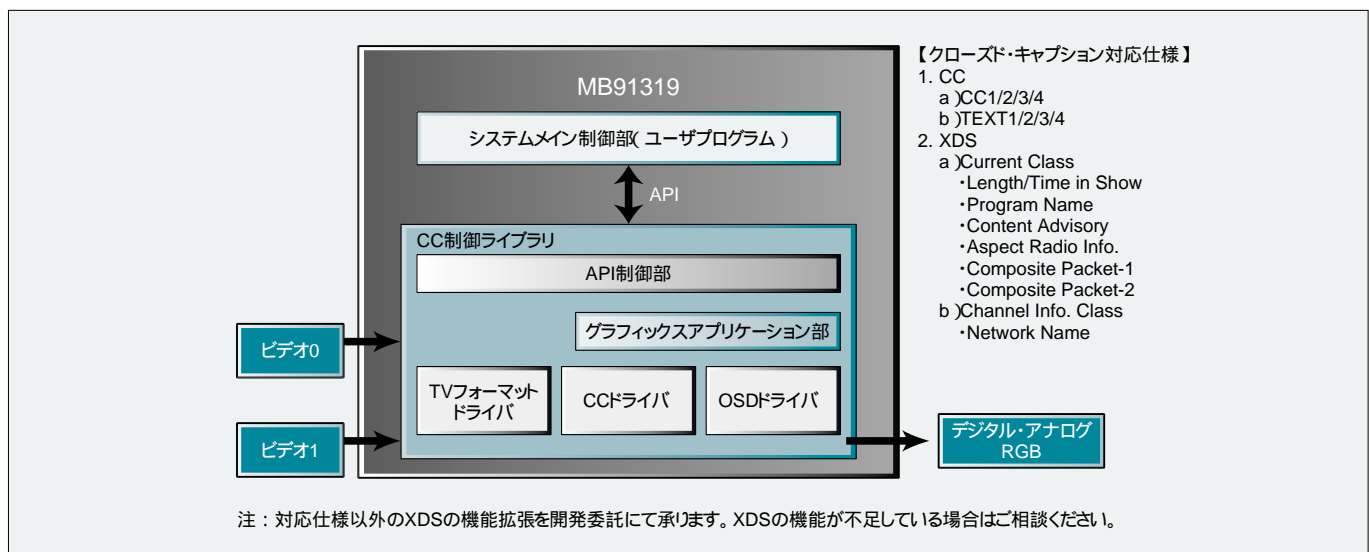 MB91319
システムメイン制御部(ユーザプログラム)
API
CC制御ライブラリ
API制御部
グラフィックスアプリケーション部
TVフォーマット
ドライバ
CCドライバ
OSDドライバ
ビデオ0
ビデオ1
デジタル・アナログ
RGB
【クローズド・キャプション対応仕様】
1. CC
a)CC1/2/3/4
b)TEXT1/2/3/4
2. XDS
a)Current Class
・Length/Time in Show
・Program Name
・Content Advisory
・Aspect Radio Info.
・Composite Packet-1
・Composite Packet-2
b)Channel Info. Class
・Network Name
注:対応仕様以外のXDSの機能拡張を開発委託にて承ります。XDSの機能が不足している場合はご相談ください。